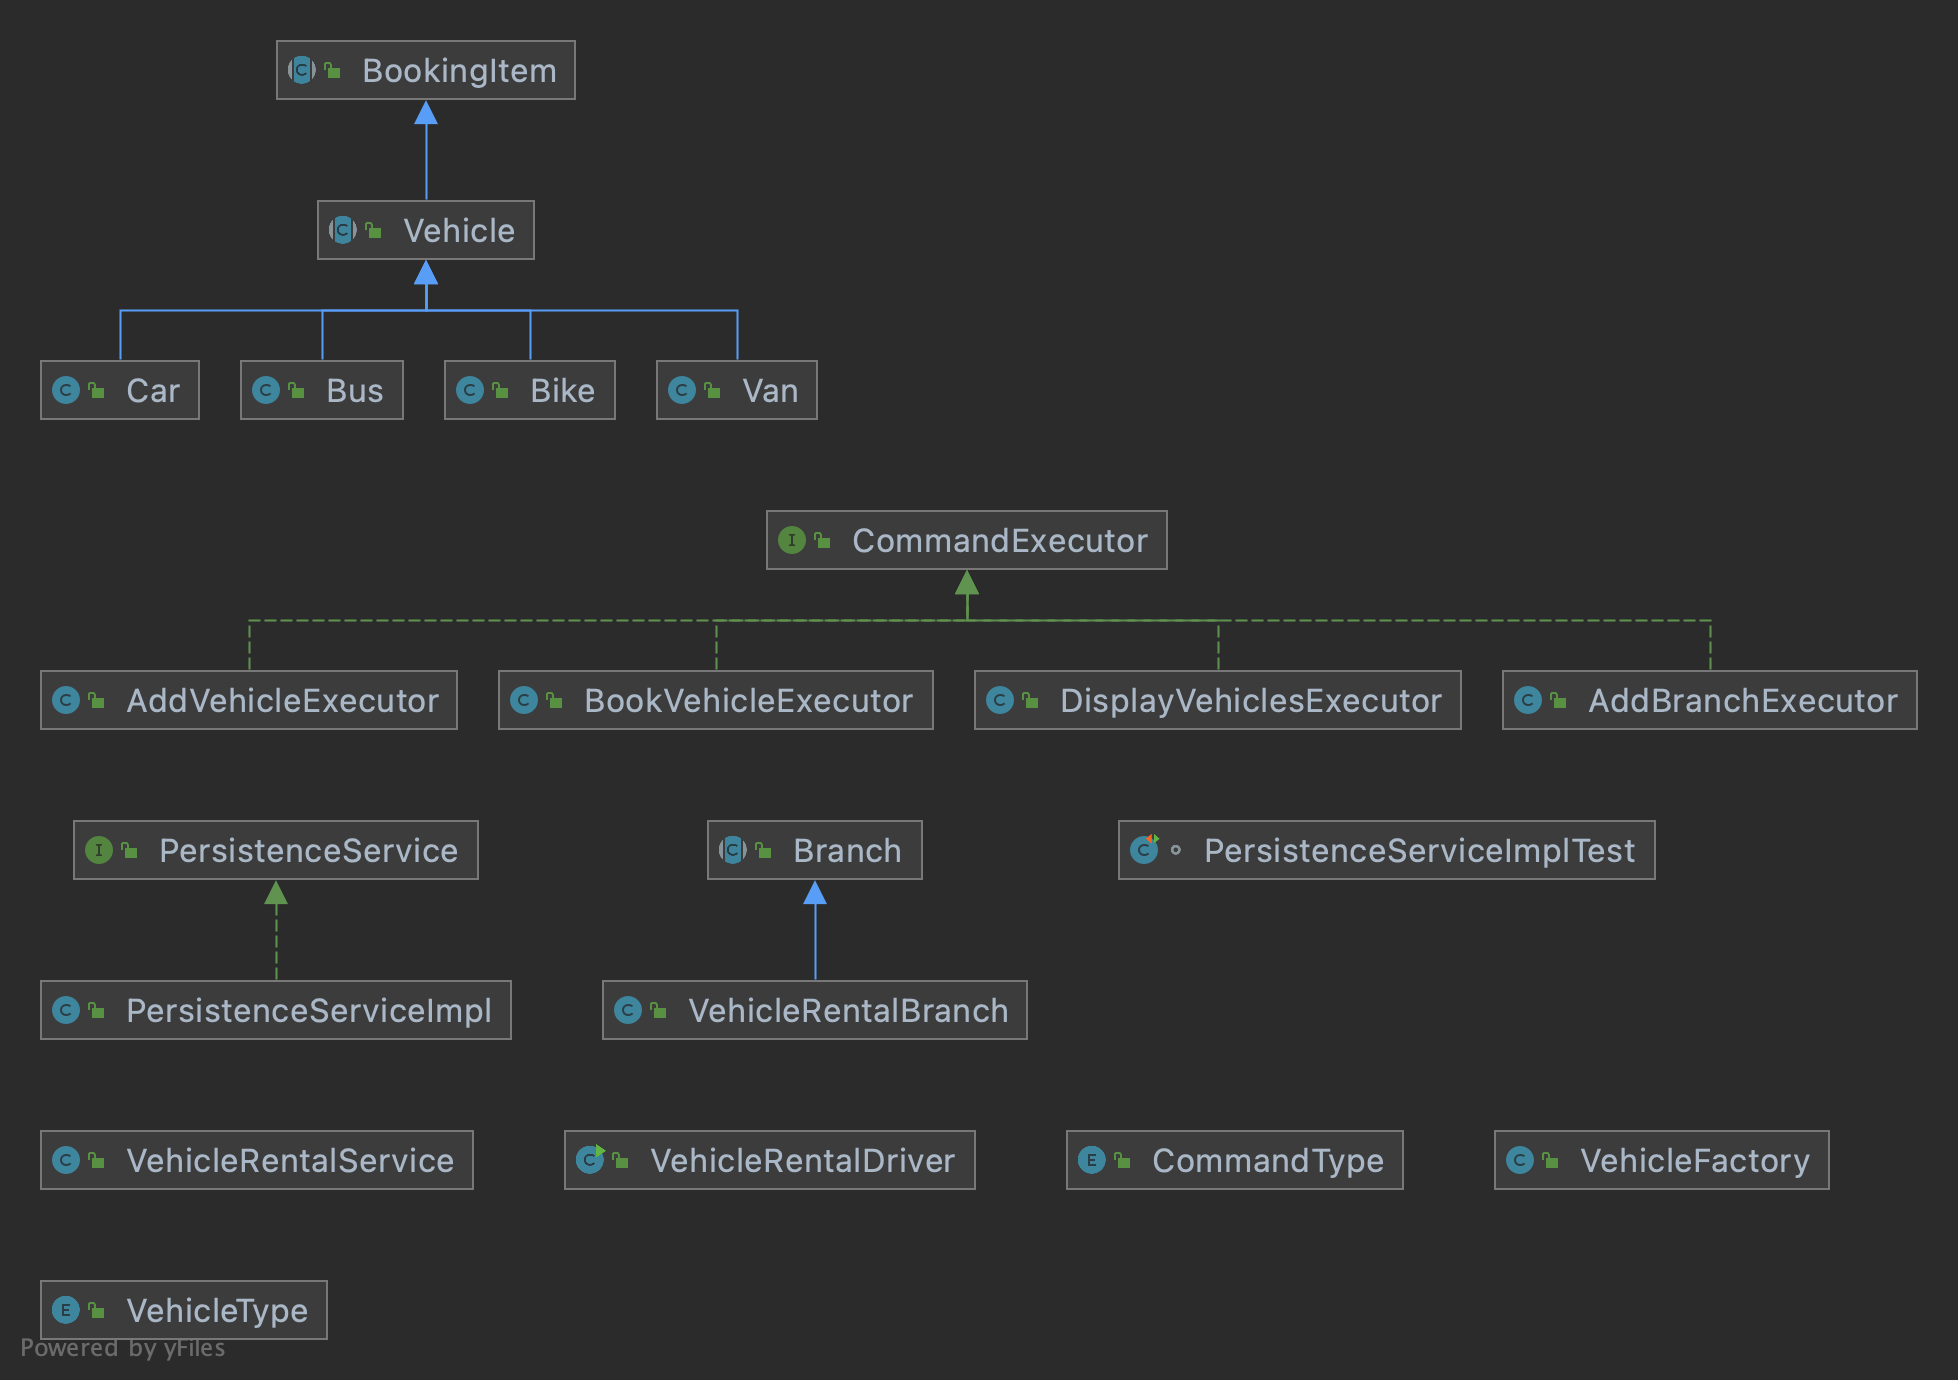 BookingItem
Vehicle
Car
Bus
Bike
Van
CommandExecutor
AddVehicleExecutor
BookVehicleExecutor
DisplayVehiclesExecutor
AddBranchExecutor
PersistenceService
Branch
PersistenceServiceImplTest
PersistenceServiceImpl
VehicleRentalBranch
VehicleRentalService
VehicleRentalDriver
CommandType
VehicleFactory
VehicleType
Powered by yFiles